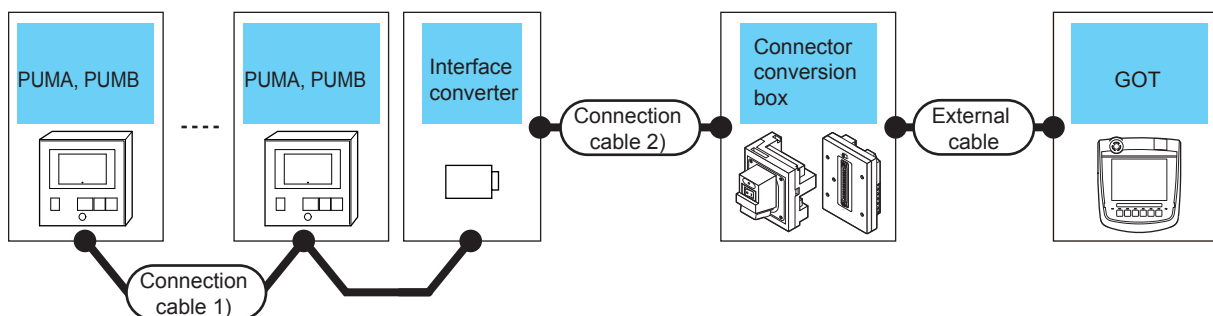 PUMA, PUMB
PUMA, PUMB
Interface
converter
Connector
conversion
box
GOT
Connection
cable 2)
External
cable
Connection
cable 1)